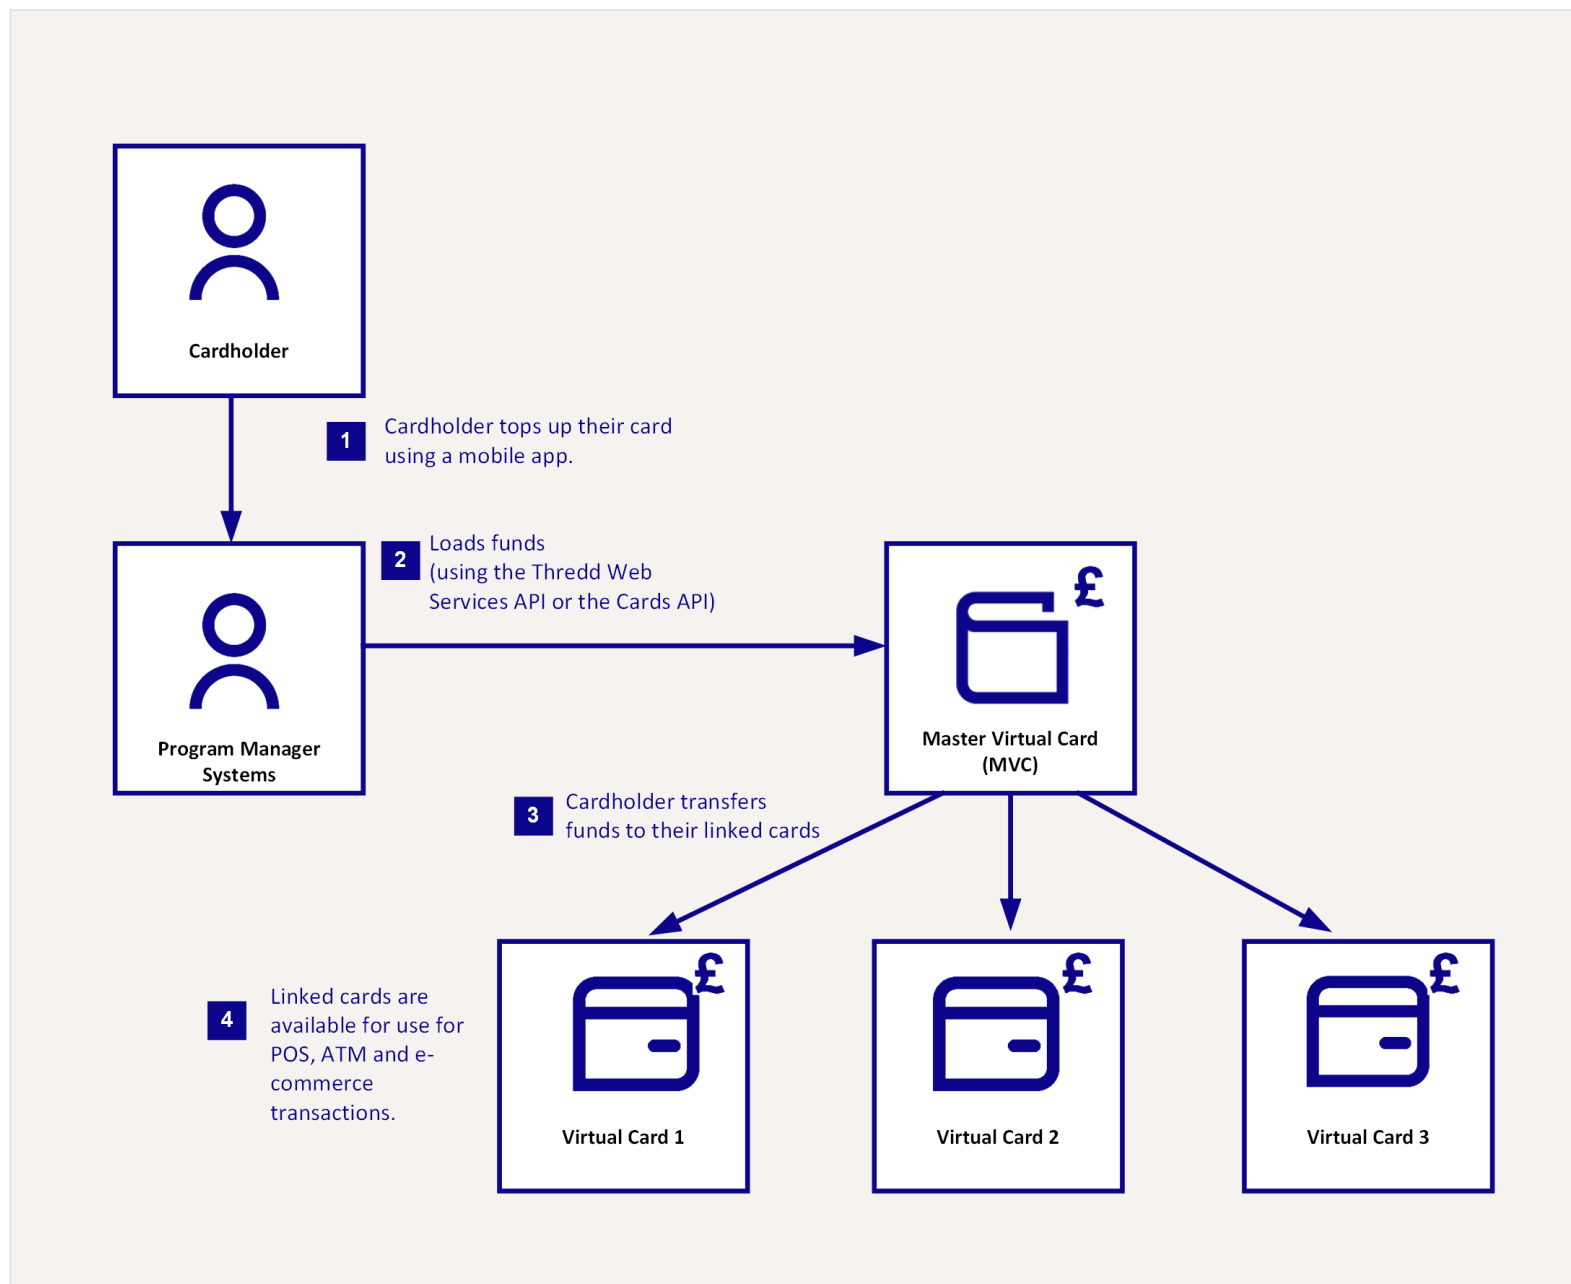 Cardholder
1
Cardholder tops up their card
using a mobile app.
2
Loads funds
(using the Thredd Web
Services API or the Cards API)
£
Program Manager
Systems
Master Virtual Card
(MVC)
3
Cardholder transfers
funds to their linked cards
4
Linked cards are
available for use for
POS, ATM and e-
commerce
transactions.
£
£
£
Virtual Card 1
Virtual Card 2
Virtual Card 3